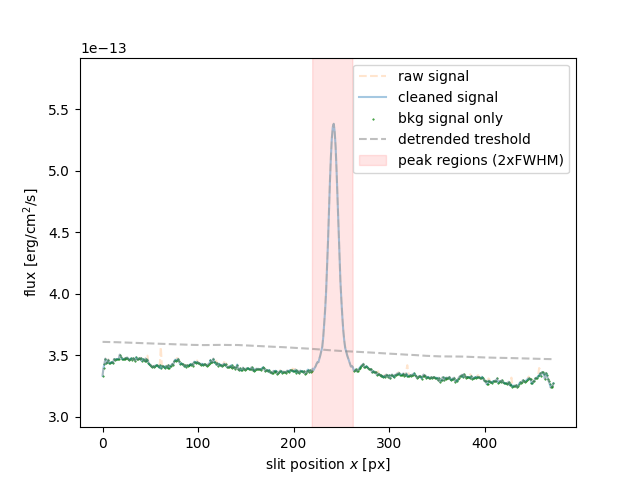 1e−13
raw signal
cleaned signal
bkg signal only
detrended treshold
peak regions (2xFWHM)
5.5
5.0
4.5
4.0
3.5
3.0
flux [erg/cm²/s]
0 100 200 300 400
slit position x [px]